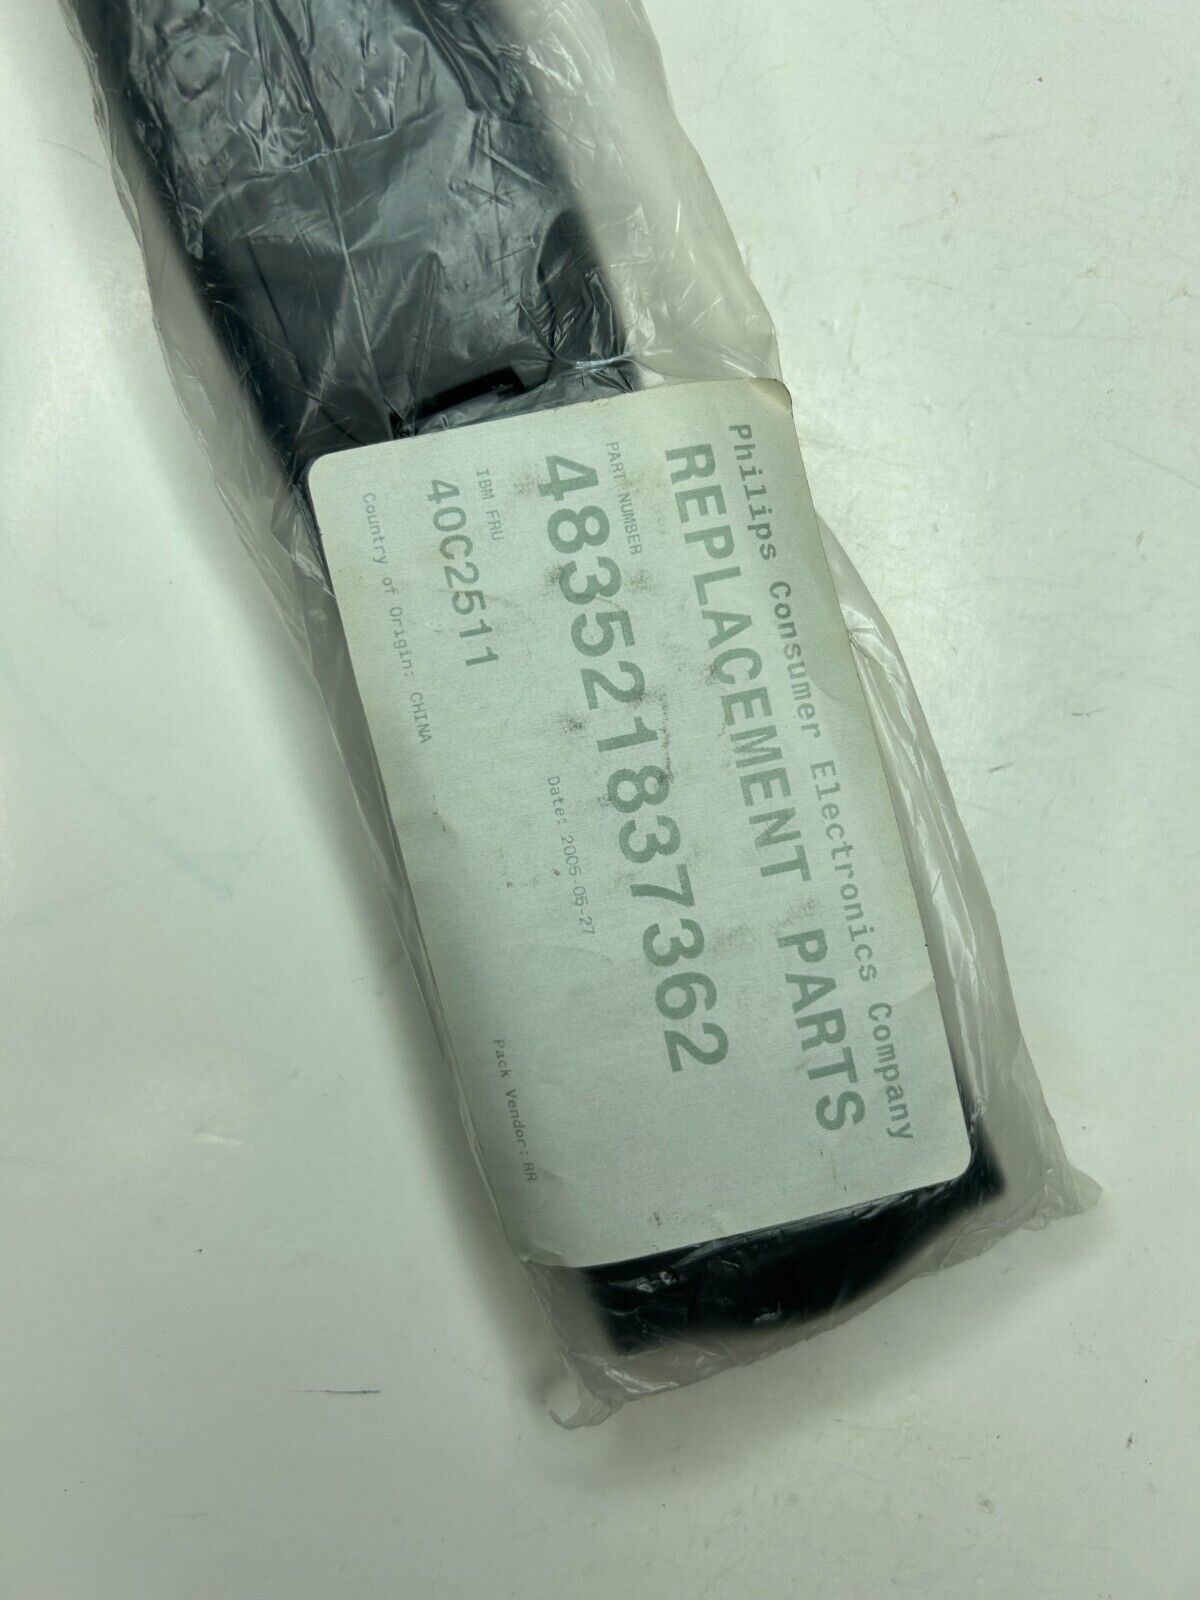 Philips Consumer Electronics Company
REPLACEMENT PARTS
PART NUMBER
483521837362
Date: 2005-05-27
IBM FRU
40C2511
Country of Origin: CHINA
Pack Vendor: RR